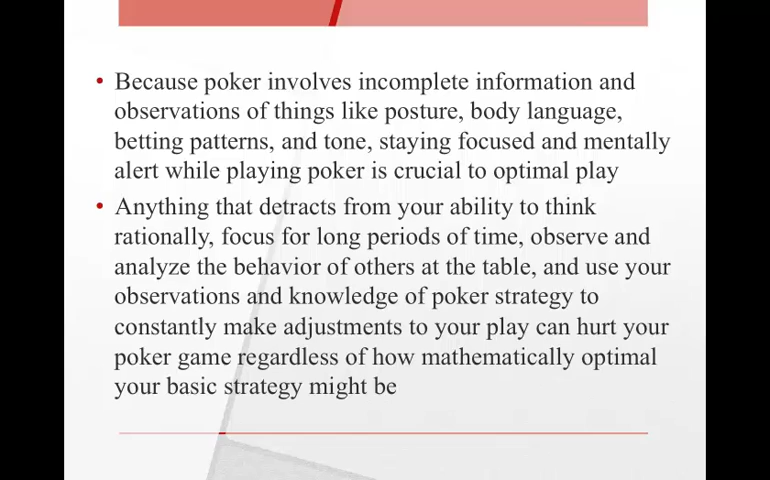 • Because poker involves incomplete information and
observations of things like posture, body language,
betting patterns, and tone, staying focused and mentally
alert while playing poker is crucial to optimal play
• Anything that detracts from your ability to think
rationally, focus for long periods of time, observe and
analyze the behavior of others at the table, and use your
observations and knowledge of poker strategy to
constantly make adjustments to your play can hurt your
poker game regardless of how mathematically optimal
your basic strategy might be